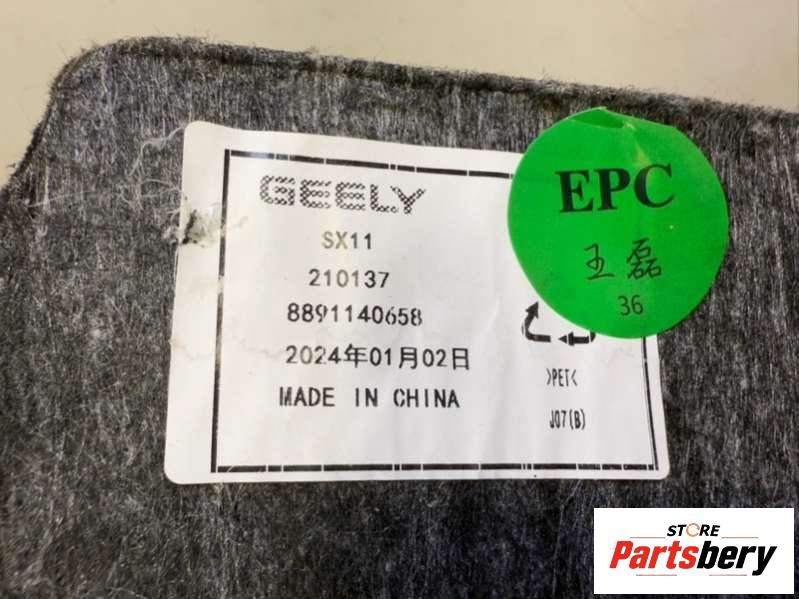 GEELY
SX11
210137
8891140658
2024年01月02日
MADE IN CHINA
EPC
王磊
36
>PET<
J07(B)
STORE
Partsbery